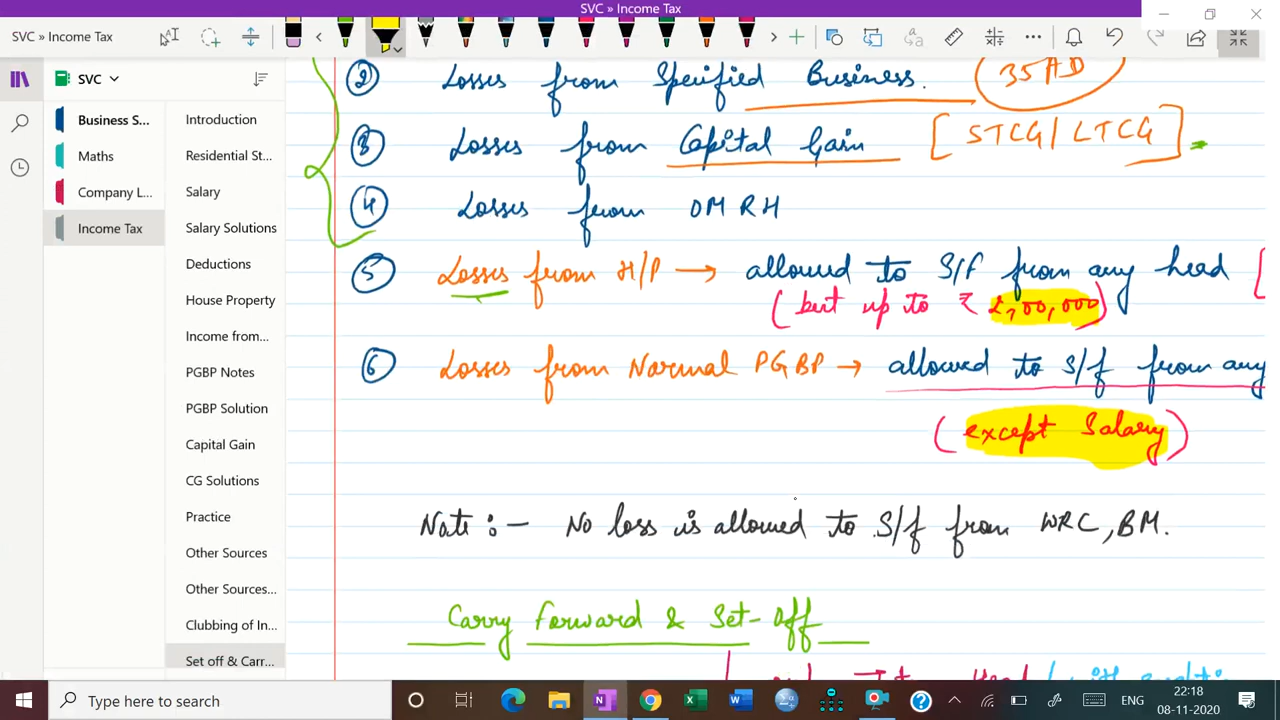 SVC » Income Tax
SVC » Income Tax
SVC
Business S...
Maths
Company L...
Income Tax
Introduction
Residential St...
Salary
Salary Solutions
Deductions
House Property
Income from...
PGBP Notes
PGBP Solution
Capital Gain
CG Solutions
Practice
Other Sources
Other Sources...
Clubbing of In...
Set off & Carr...
② Losses from Specified Business. 35AD
③ Losses from Capital Gain [STCG/LTCG]
④ Losses from OMRH
⑤ Losses from H/P → allowed to S/F from any head [
(but up to ₹ 2,00,000)
⑥ Losses from Normal PGBP → allowed to S/f from any
(except Salary)
Note :- No loss is allowed to S/f from WRC, BM.
Carry forward & Set-Off
Head
Type here to search
ENG
22:18
08-11-2020